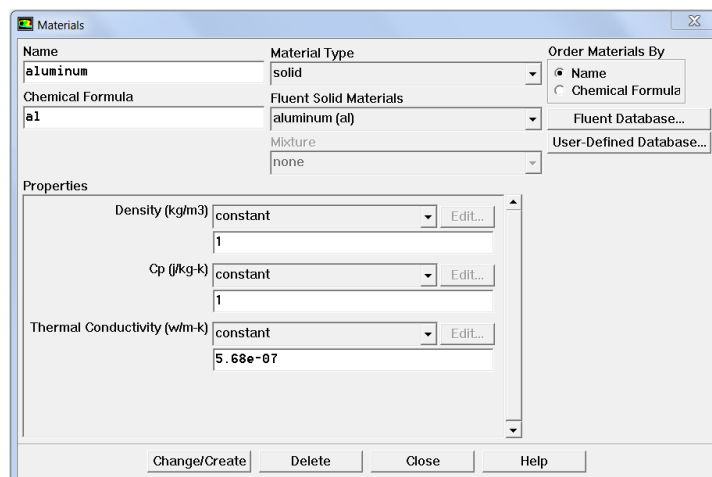 Materials
Name
aluminum
Chemical Formula
al
Material Type
solid
Fluent Solid Materials
aluminum (al)
Mixture
none
Order Materials By
Name
Chemical Formula
Fluent Database...
User-Defined Database...
Properties
Density (kg/m3) constant Edit...
1
Cp (j/kg-k) constant Edit...
1
Thermal Conductivity (w/m-k) constant Edit...
5.68e-07
Change/Create Delete Close Help